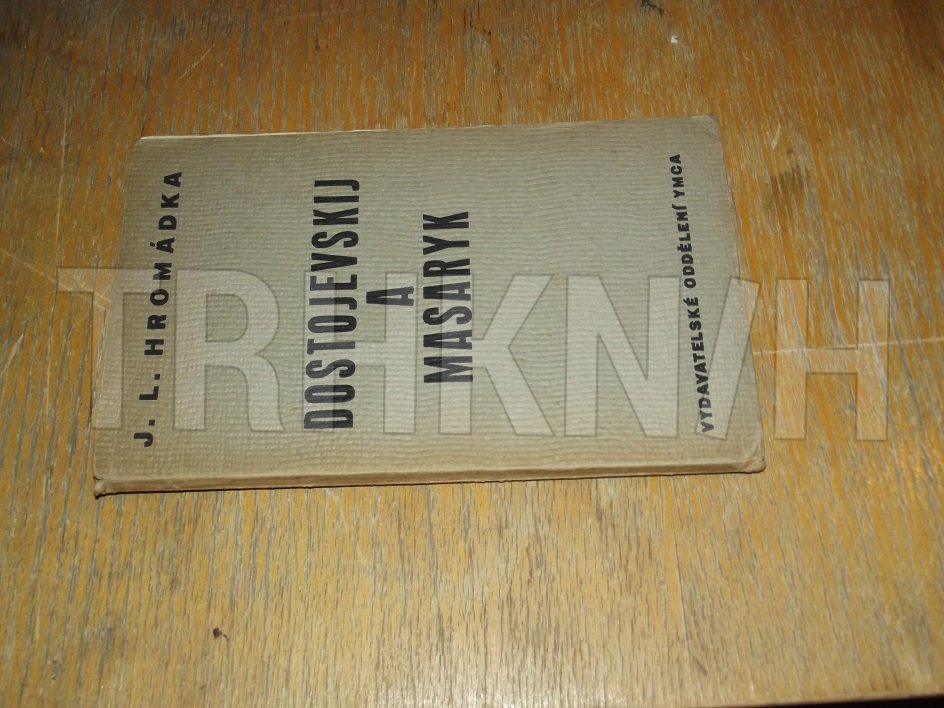 J. L. HROMÁDKA
DOSTOJEVSKIJ
A
MASARYK
VYDAVATELSKÉ ODDĚLENÍ YMCA
TRHKNIH